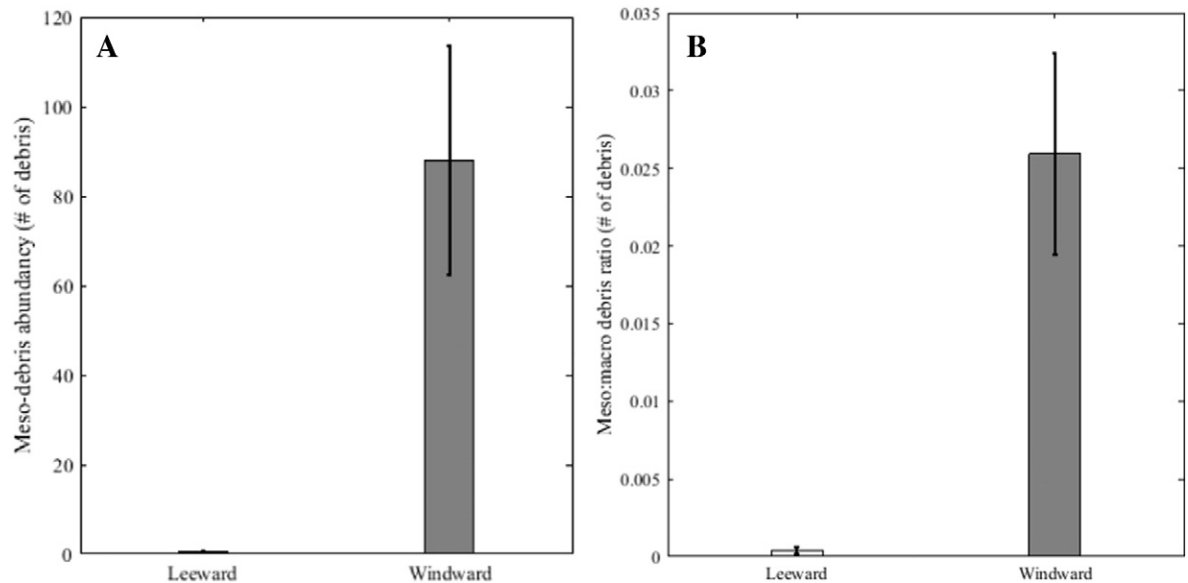 A
Meso-debris abundancy (# of debris)
120
100
80
60
40
20
0
Leeward Windward
B
Meso:macro debris ratio (# of debris)
0.035
0.03
0.025
0.02
0.015
0.01
0.005
0
Leeward Windward